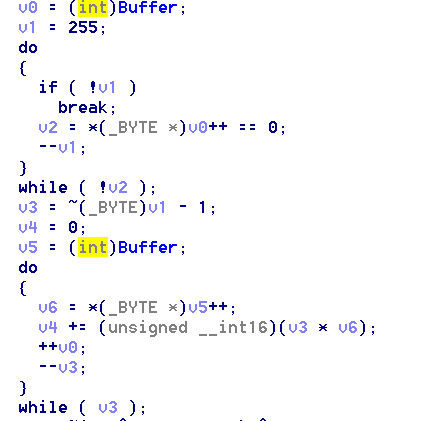 v0 = (int)Buffer;
v1 = 255;
do
{
if ( !v1 )
break;
v2 = *(_BYTE *)v0++ == 0;
--v1;
}
while ( !v2 );
v3 = ~(_BYTE)v1 - 1;
v4 = 0;
v5 = (int)Buffer;
do
{
v6 = *(_BYTE *)v5++;
v4 += (unsigned __int16)(v3 * v6);
++v0;
--v3;
}
while ( v3 );